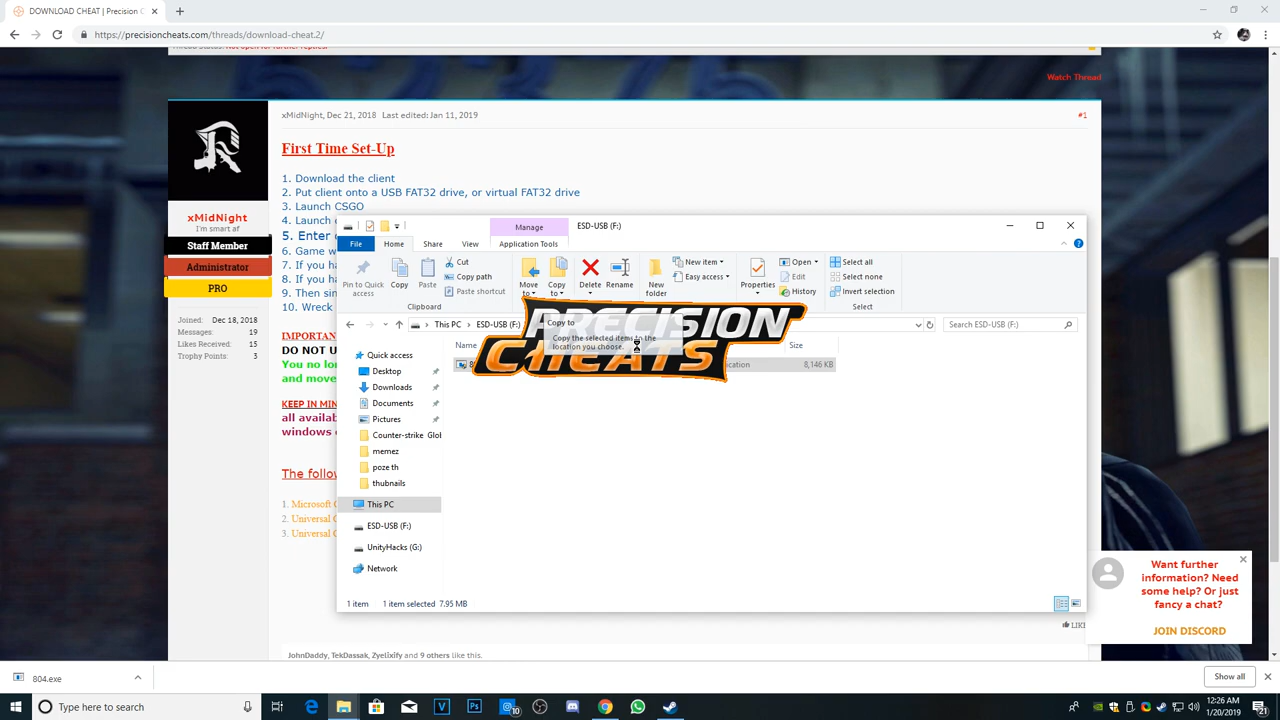 DOWNLOAD CHEAT | Precision C
https://precisioncheats.com/threads/download-cheat.2/
Watch Thread
xMidNight, Dec 21, 2018 Last edited: Jan 11, 2019
#1
First Time Set-Up
1. Download the client
2. Put client onto a USB FAT32 drive, or virtual FAT32 drive
3. Launch CSGO
4. Launch
5. Enter
6. Game w
7. If you ha
8. If you ha
9. Then sin
10. Wreck
IMPORTAN
DO NOT U
You no lon
and move
KEEP IN MIN
all availab
windows
The follow
1. Microsoft
2. Universal
3. Universal
xMidNight
I'm smart af
Staff Member
Administrator
PRO
Joined: Dec 18, 2018
Messages: 19
Likes Received: 15
Trophy Points: 3
Manage
ESD-USB (F:)
File Home Share View Application Tools
Pin to Quick access
Copy
Paste
Cut
Copy path
Paste shortcut
Clipboard
Move to
Copy to
Delete
Rename
New folder
New item
Easy access
Properties
Open
Edit
History
Select all
Select none
Invert selection
Select
This PC ESD-USB (F:)
Search ESD-USB (F:)
PRECISION
CHEATS
Copy to
Copy the selected items to the
location you choose.
Name
Size
8,146 KB
Quick access
Desktop
Downloads
Documents
Pictures
Counter-strike Glob
memez
poze th
thubnails
This PC
ESD-USB (F:)
UnityHacks (G:)
Network
1 item 1 item selected 7.95 MB
Want further
information? Need
some help? Or just
fancy a chat?
JOIN DISCORD
LIKE
JohnDaddy, TekDassak, Zyelixify and 9 others like this.
804.exe
Show all
Type here to search
10
12:26 AM
1/20/2019
21